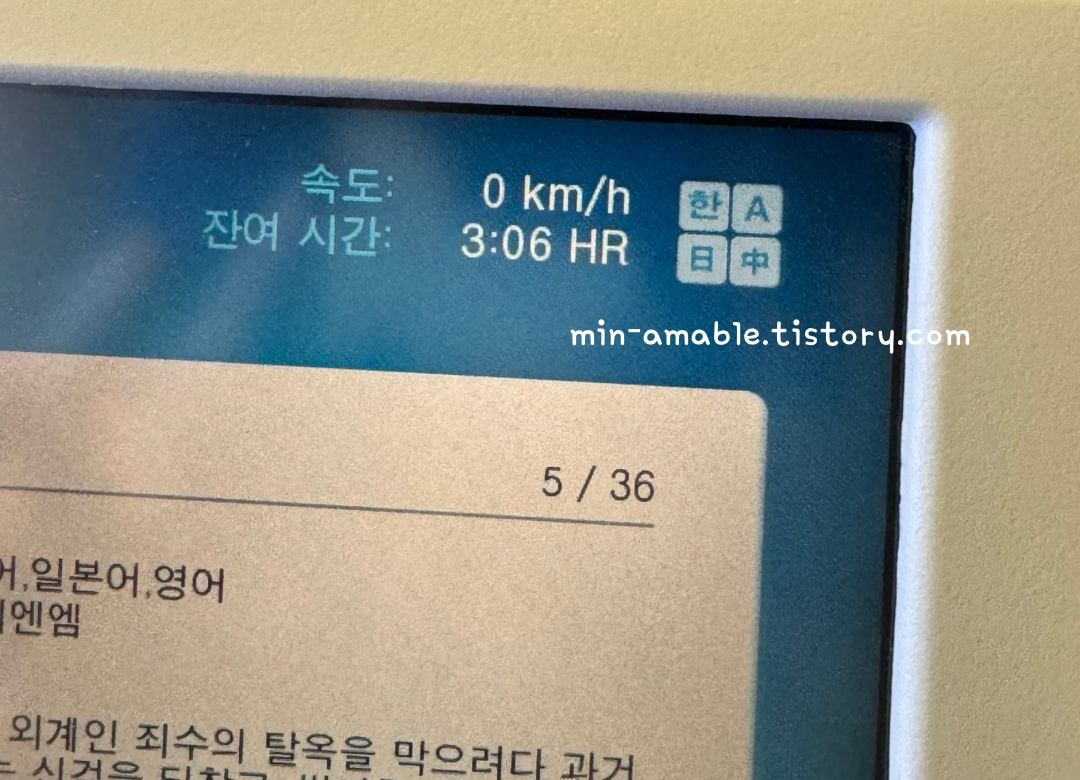 속도: 0 km/h
잔여 시간: 3:06 HR
한 A
日 中
min-amable.tistory.com
5 / 36
어,일본어,영어
엔엠
외계인 죄수의 탈옥을 막으려다 과거